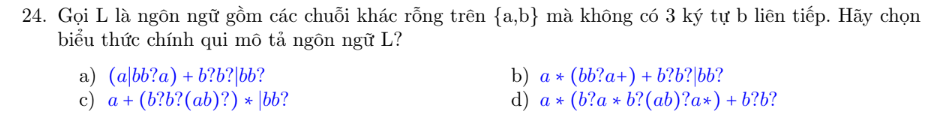 24. Gọi L là ngôn ngữ gồm các chuỗi khác rỗng trên {a,b} mà không có 3 ký tự b liên tiếp. Hãy chọn
biểu thức chính qui mô tả ngôn ngữ L?
a) (a|bb?a) + b?b?|bb?
b) a ∗ (bb?a+) + b?b?|bb?
c) a + (b?b?(ab)?) ∗ |bb?
d) a ∗ (b?a ∗ b?(ab)?a∗) + b?b?